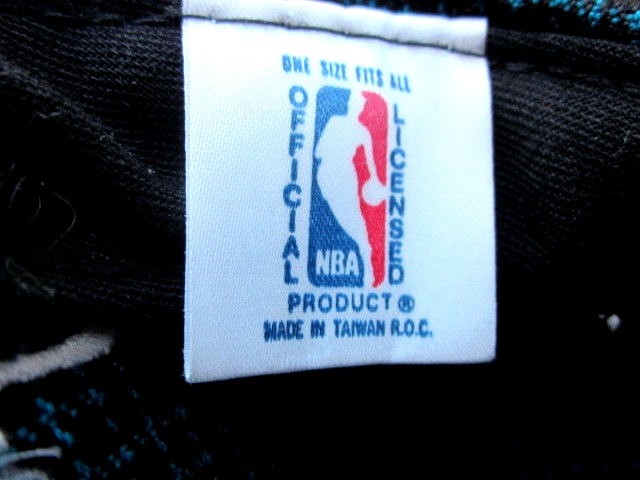 ONE SIZE FITS ALL
OFFICIAL
LICENSED
NBA
PRODUCT ®
MADE IN TAIWAN R.O.C.